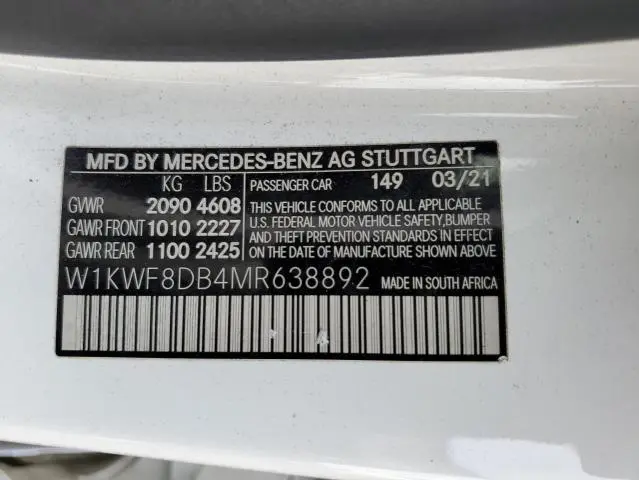 MFD BY MERCEDES-BENZ AG STUTTGART
KG LBS
GVWR 2090 4608
GAWR FRONT 1010 2227
GAWR REAR 1100 2425
PASSENGER CAR 149 03/21
THIS VEHICLE CONFORMS TO ALL APPLICABLE
U.S. FEDERAL MOTOR VEHICLE SAFETY,BUMPER
AND THEFT PREVENTION STANDARDS IN EFFECT
ON THE DATE OF MANUFACTURE SHOWN ABOVE.
W1KWF8DB4MR638892 MADE IN SOUTH AFRICA